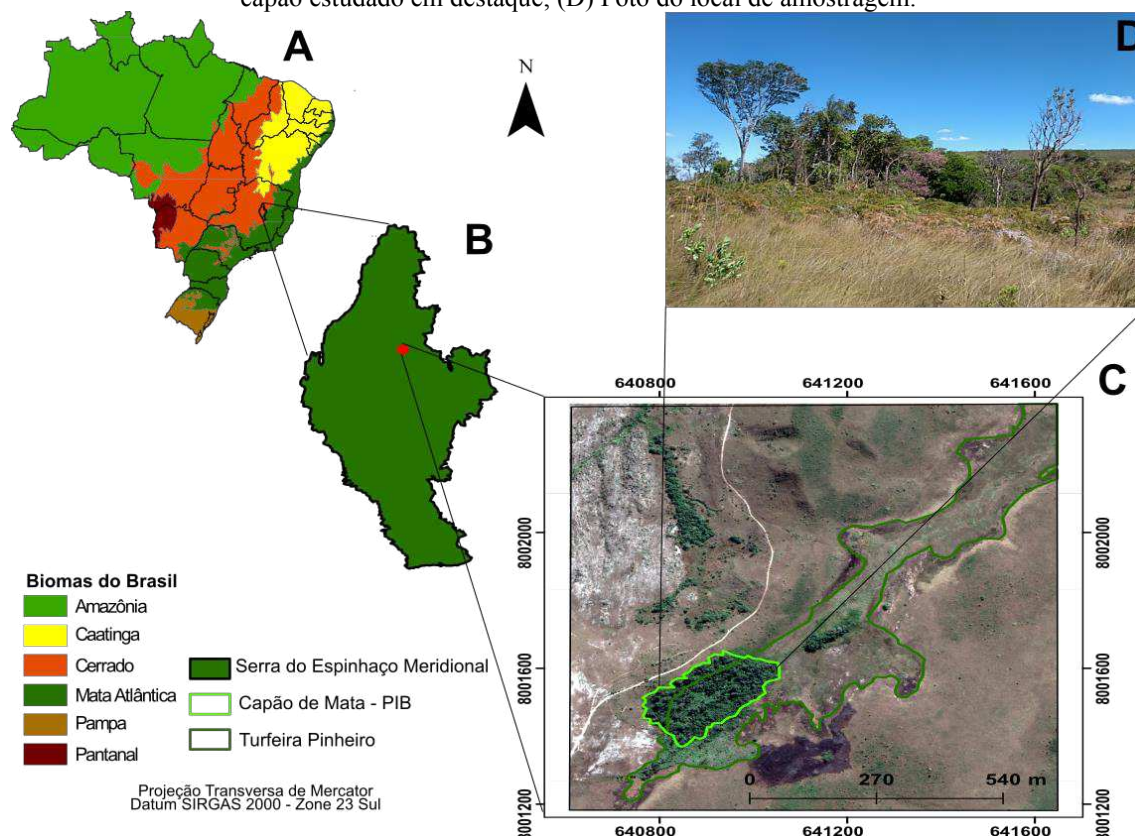 capão estudado em destaque; (D) Foto do local de amostragem.
A
N
D
B
C
640800 641200 641600
8002000
8001600
8001200
8002000
8001600
8001200
0 270 540 m
640800 641200 641600
Biomas do Brasil
Amazônia
Caatinga
Cerrado
Mata Atlântica
Pampa
Pantanal
Serra do Espinhaço Meridional
Capão de Mata - PIB
Turfeira Pinheiro
Projeção Transversa de Mercator
Datum SIRGAS 2000 - Zone 23 Sul